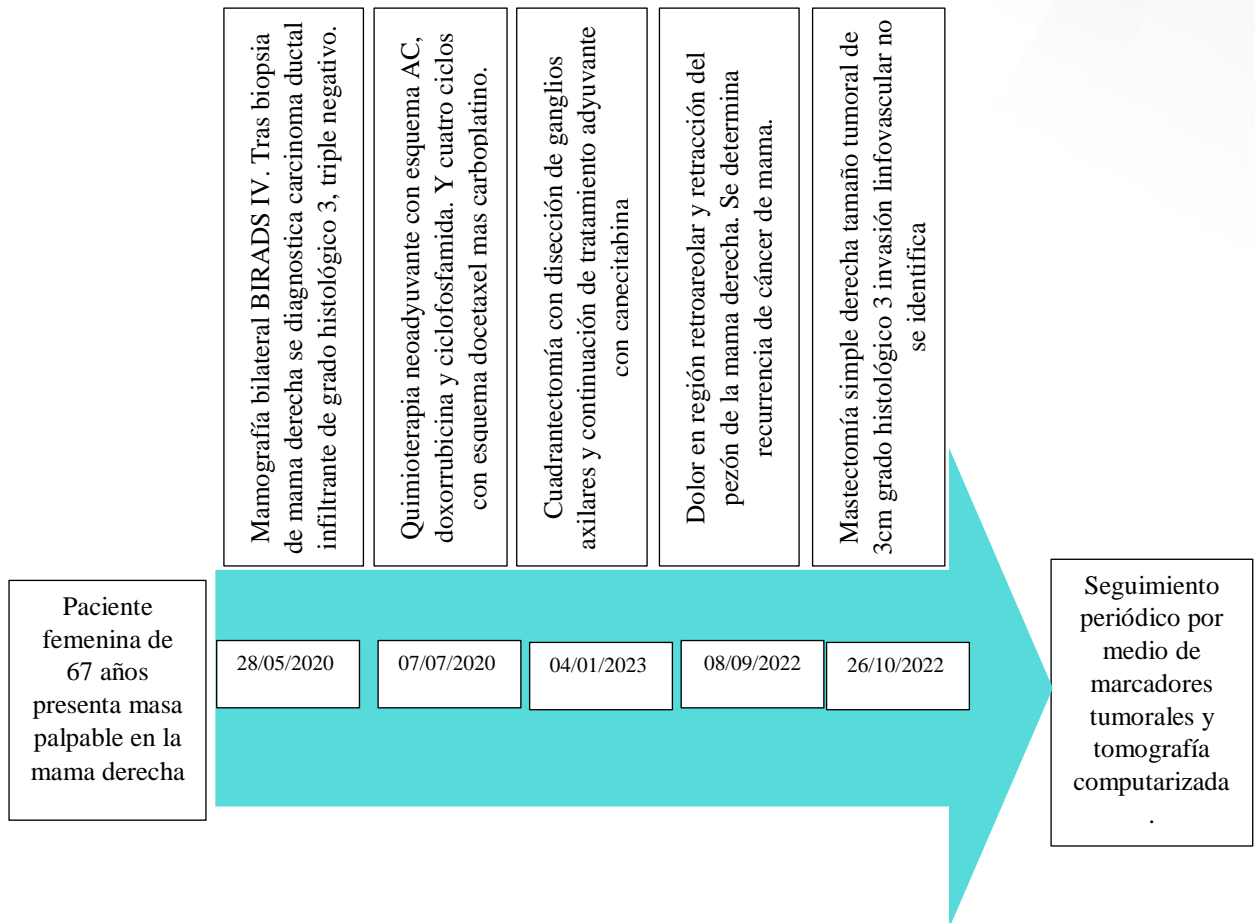 Paciente
femenina de
67 años
presenta masa
palpable en la
mama derecha
Mamografía bilateral BIRADS IV. Tras biopsia
de mama derecha se diagnostica carcinoma ductal
infiltrante de grado histológico 3, triple negativo.
28/05/2020
Quimioterapia neoadyuvante con esquema AC,
doxorrubicina y ciclofosfamida. Y cuatro ciclos
con esquema docetaxel mas carboplatino.
07/07/2020
Cuadrantectomía con disección de ganglios
axilares y continuación de tratamiento adyuvante
con capecitabina
04/01/2023
Dolor en región retroareolar y retracción del
pezón de la mama derecha. Se determina
recurrencia de cáncer de mama.
08/09/2022
Mastectomía simple derecha tamaño tumoral de
3cm grado histológico 3 invasión linfovascular no
se identifica
26/10/2022
Seguimiento
periódico por
medio de
marcadores
tumorales y
tomografía
computarizada
.